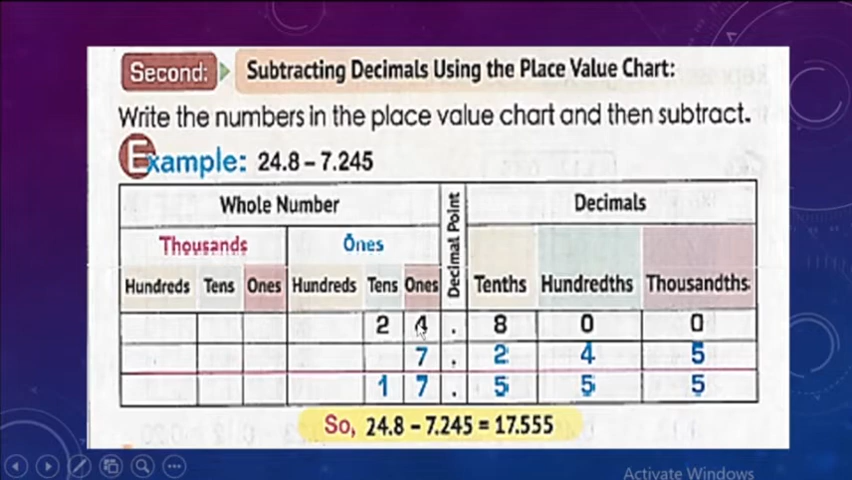 Second: Subtracting Decimals Using the Place Value Chart:
Write the numbers in the place value chart and then subtract.
Example: 24.8 – 7.245
Whole Number Decimal Point Decimals
Thousands Ones
Hundreds Tens Ones Hundreds Tens Ones Tenths Hundredths Thousandths
2 4 . 8 0 0
7 . 2 4 5
1 7 . 5 5 5
So, 24.8 – 7.245 = 17.555
Activate Windows